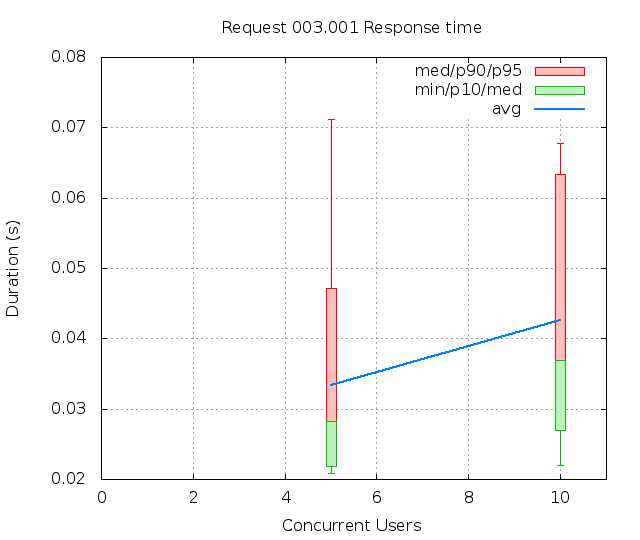 Request 003.001 Response time
0.08
med/p90/p95
min/p10/med
avg
0.07
0.06
0.05
0.04
0.03
0.02
Duration (s)
0 2 4 6 8 10
Concurrent Users